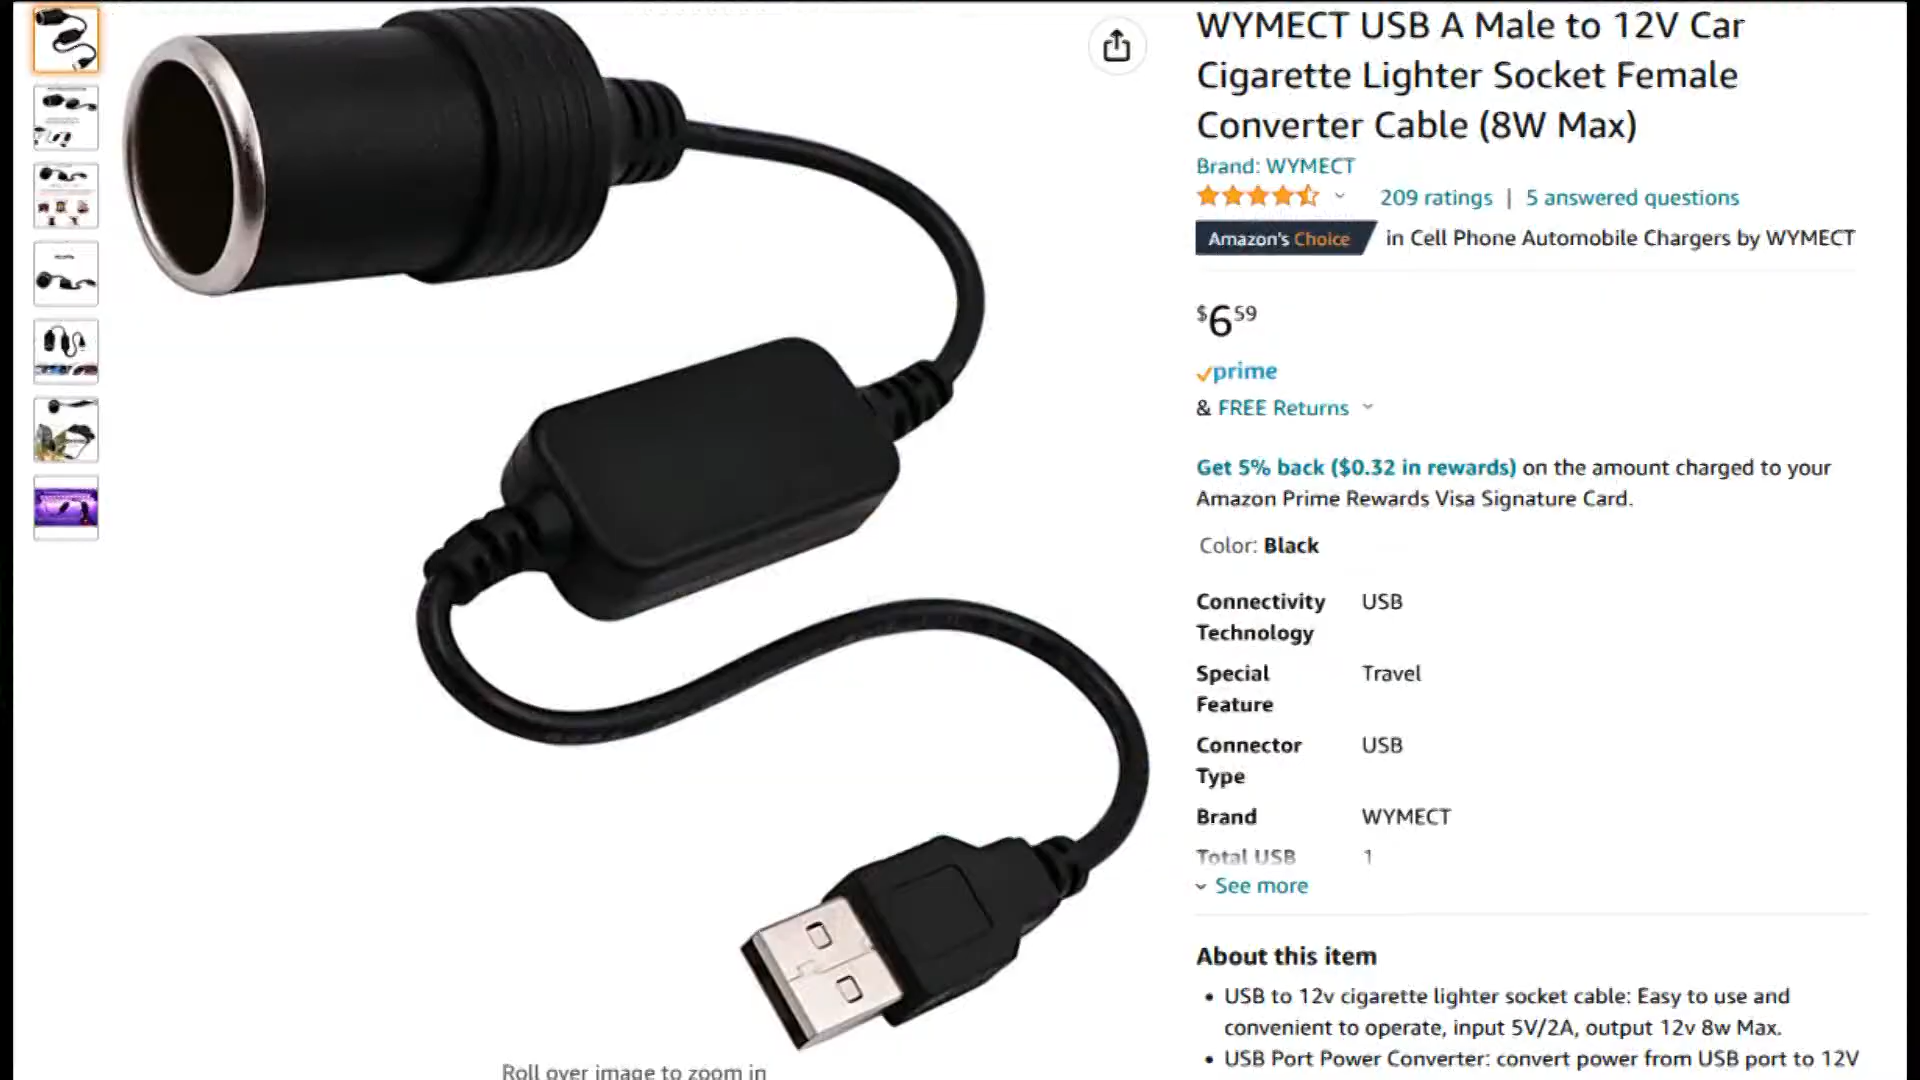 WYMECT USB A Male to 12V Car
Cigarette Lighter Socket Female
Converter Cable (8W Max)
Brand: WYMECT
209 ratings | 5 answered questions
Amazon's Choice in Cell Phone Automobile Chargers by WYMECT
$6 59
prime
& FREE Returns
Get 5% back ($0.32 in rewards) on the amount charged to your
Amazon Prime Rewards Visa Signature Card.
Color: Black
Connectivity Technology USB
Special Feature Travel
Connector Type USB
Brand WYMECT
Total USB 1
See more
About this item
• USB to 12v cigarette lighter socket cable: Easy to use and
convenient to operate, input 5V/2A, output 12v 8w Max.
• USB Port Power Converter: convert power from USB port to 12V
Roll over image to zoom in